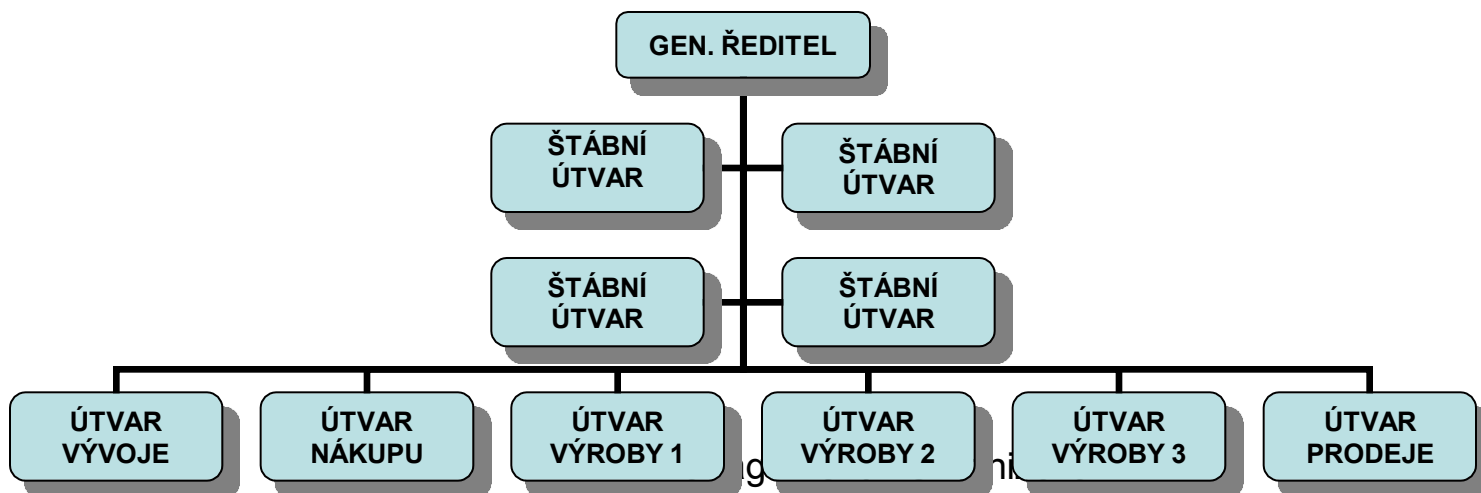 GEN. ŘEDITEL
ŠTÁBNÍ
ÚTVAR
ŠTÁBNÍ
ÚTVAR
ŠTÁBNÍ
ÚTVAR
ŠTÁBNÍ
ÚTVAR
ÚTVAR
VÝVOJE
ÚTVAR
NÁKUPU
ÚTVAR
VÝROBY 1
ÚTVAR
VÝROBY 2
ÚTVAR
VÝROBY 3
ÚTVAR
PRODEJE